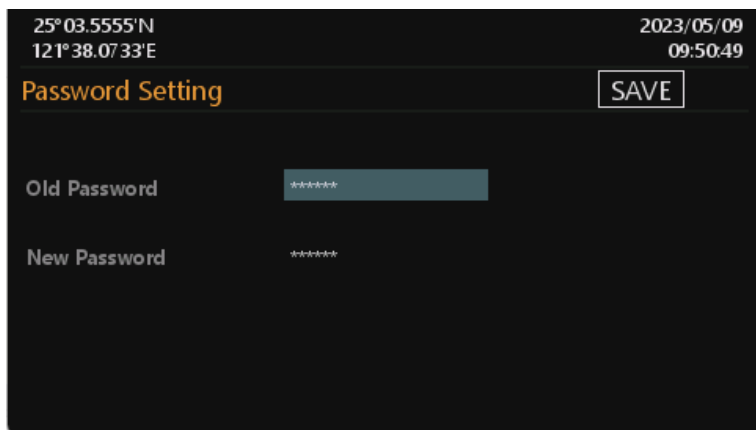 25°03.5555'N
2023/05/09
121°38.0733'E
09:50:49
Password Setting
SAVE
Old Password
******
New Password
******